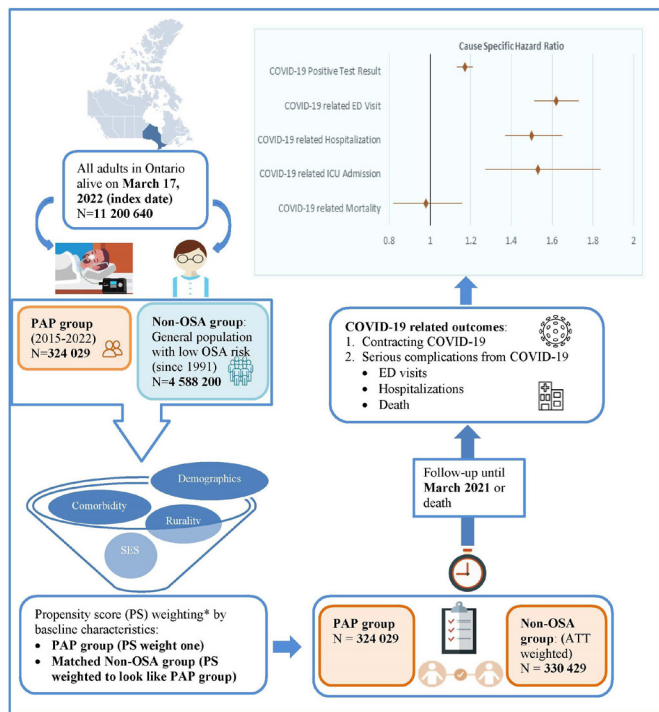 Cause Specific Hazard Ratio
COVID-19 Positive Test Result
COVID-19 related ED Visit
COVID-19 related Hospitalization
COVID-19 related ICU Admission
COVID-19 related Mortality
0.8 1 1.2 1.4 1.6 1.8 2
All adults in Ontario
alive on March 17,
2022 (index date)
N=11 200 640
PAP group
(2015-2022)
N=324 029
Non-OSA group:
General population
with low OSA risk
(since 1991)
N=4 588 200
Demographics
Comorbidity
Rurality
SES
Propensity score (PS) weighting* by
baseline characteristics:
• PAP group (PS weight one)
• Matched Non-OSA group (PS
weighted to look like PAP group)
PAP group
N = 324 029
Non-OSA
group: (ATT
weighted)
N = 330 429
Follow-up until
March 2021 or
death
COVID-19 related outcomes:
1. Contracting COVID-19
2. Serious complications from COVID-19
• ED visits
• Hospitalizations
• Death